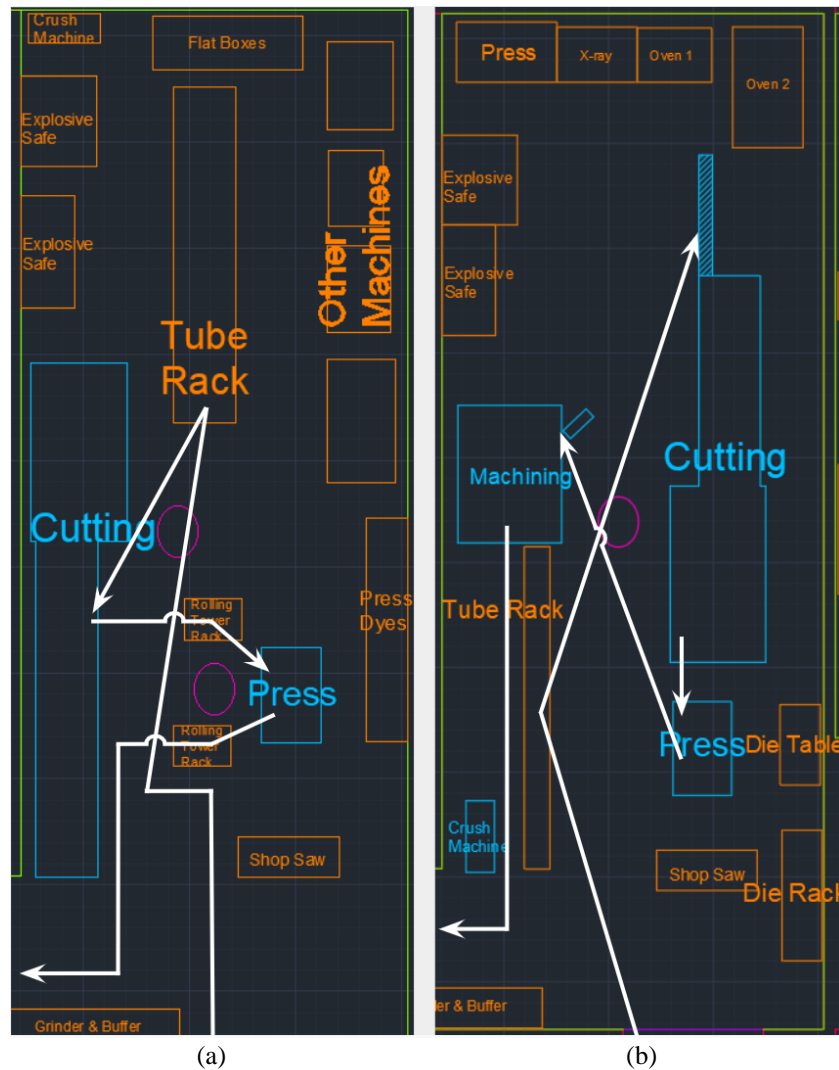 Crush
Machine
Flat Boxes
Explosive
Safe
Explosive
Safe
Other
Machines
Tube
Rack
Cutting
Rolling
Tower
Rack
Press
Dyes
Press
Rolling
Tower
Rack
Shop Saw
Grinder & Buffer
(a)
Press
X-ray
Oven 1
Oven 2
Explosive
Safe
Explosive
Safe
Cutting
Machining
Tube Rack
Press
Die Table
Crush
Machine
Shop Saw
Die Rack
er & Buffer
(b)